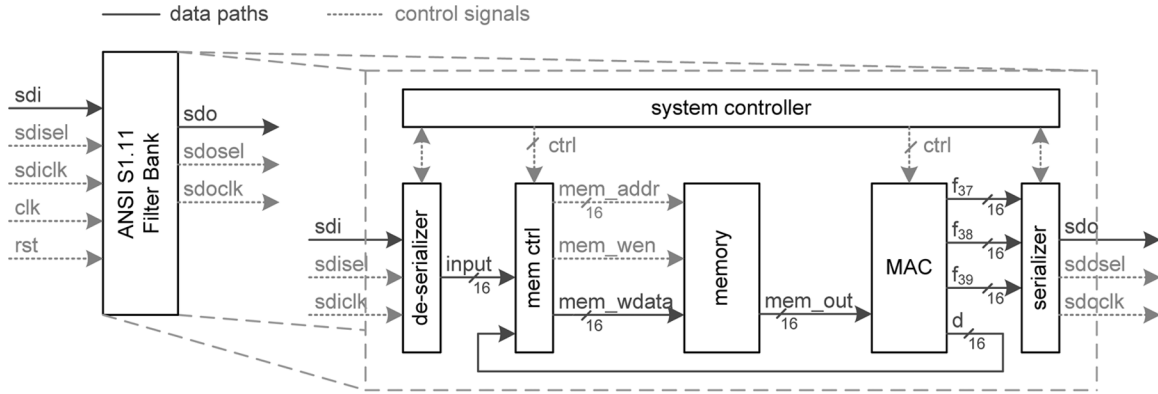 data paths
control signals
sdi
sdisel
sdiclk
clk
rst
ANSI S1.11
Filter Bank
sdo
sdosel
sdoclk
system controller
ctrl
ctrl
sdi
sdisel
sdiclk
de-serializer
input
16
mem ctrl
mem_addr
16
mem_wen
mem_wdata
16
memory
mem_out
16
MAC
f37
16
f38
16
f39
16
d
16
serializer
sdo
sdosel
sdoclk